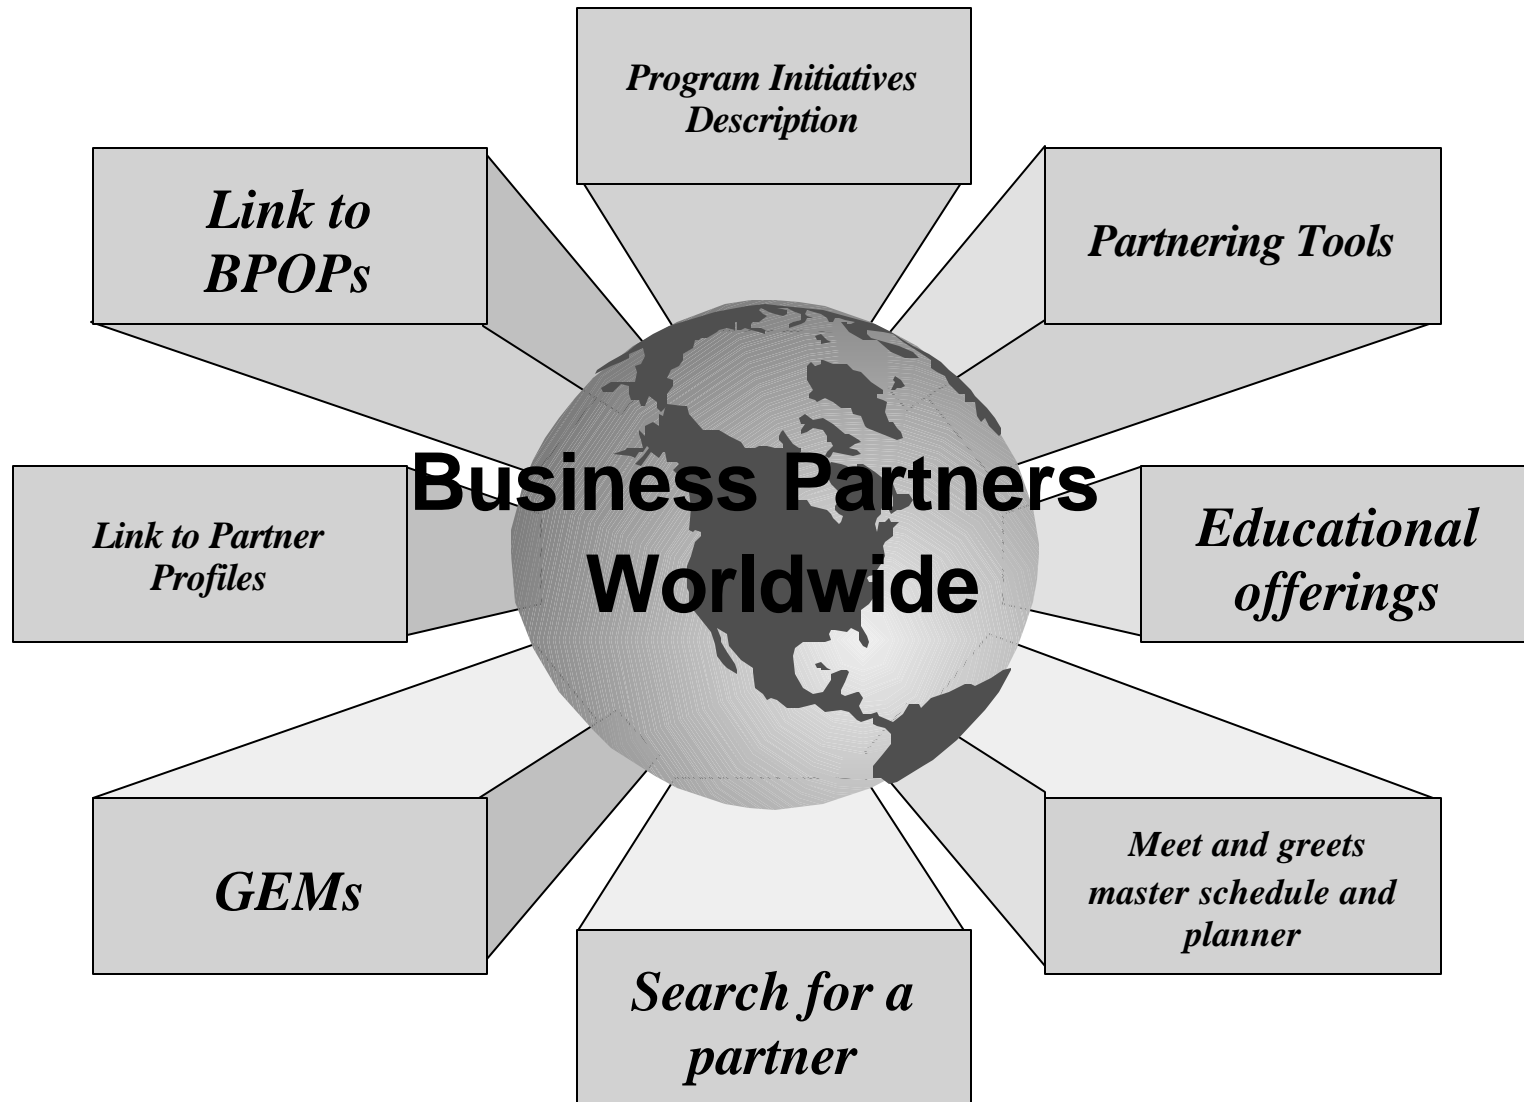 Program Initiatives
Description
Link to
BPOPs
Partnering Tools
Business Partners
Worldwide
Link to Partner
Profiles
Educational
offerings
GEMs
Meet and greets
master schedule and
planner
Search for a
partner